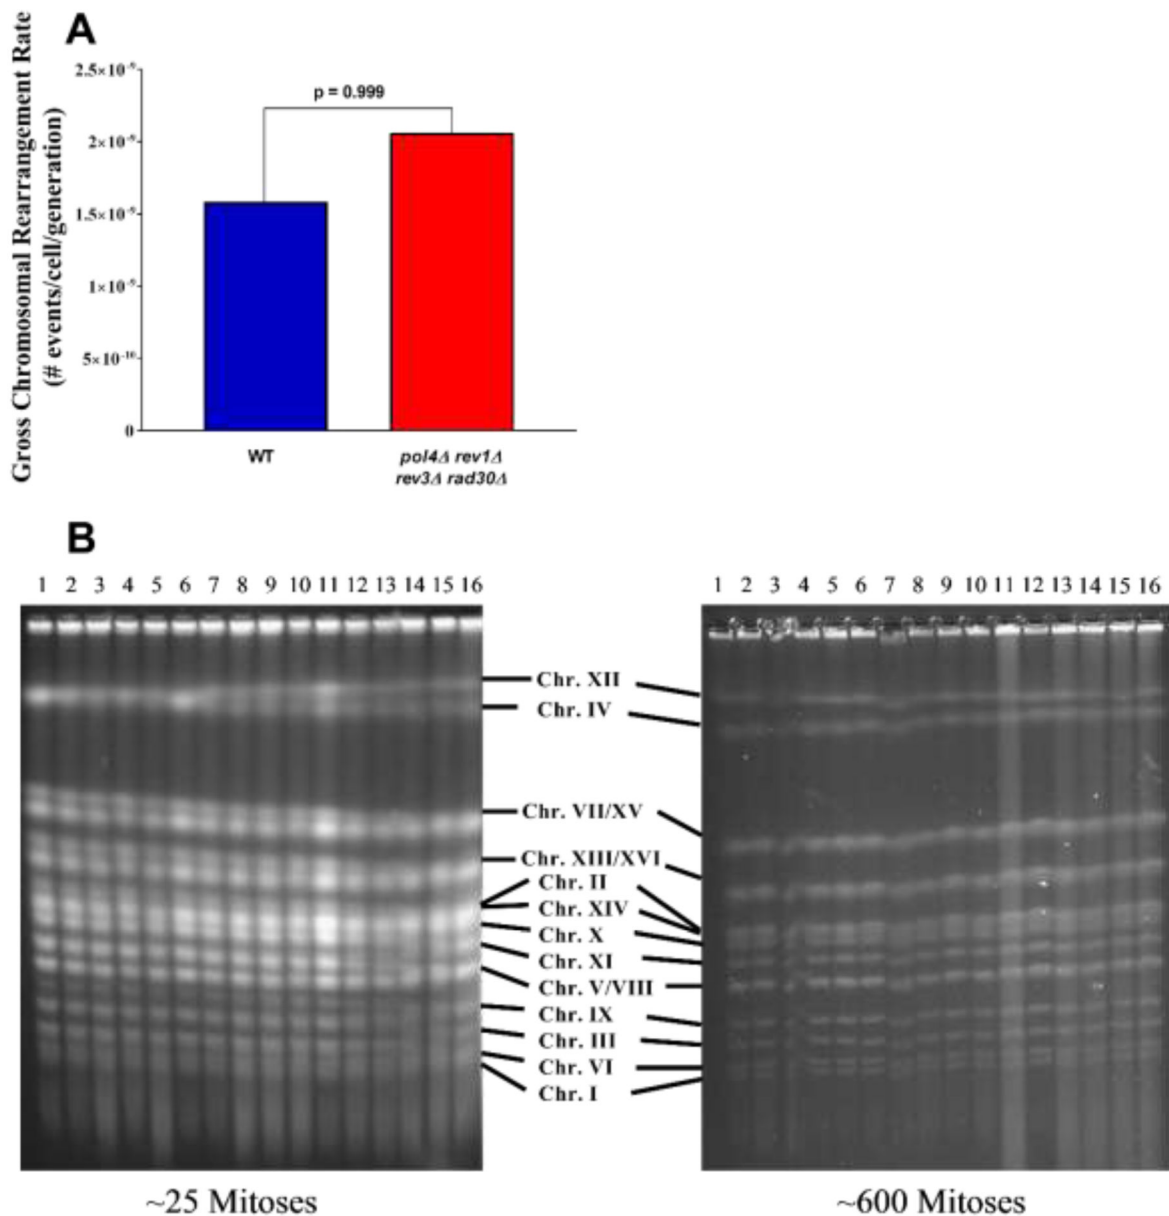 A
Gross Chromosomal Rearrangement Rate
(# events/cell/generation)
2.5×10⁻⁹
2×10⁻⁹
1.5×10⁻⁹
1×10⁻⁹
5×10⁻¹⁰
0
p = 0.999
WT
pol4Δ rev1Δ
rev3Δ rad30Δ
B
1 2 3 4 5 6 7 8 9 10 11 12 13 14 15 16
1 2 3 4 5 6 7 8 9 10 11 12 13 14 15 16
Chr. XII
Chr. IV
Chr. VII/XV
Chr. XIII/XVI
Chr. II
Chr. XIV
Chr. X
Chr. XI
Chr. V/VIII
Chr. IX
Chr. III
Chr. VI
Chr. I
~25 Mitoses
~600 Mitoses